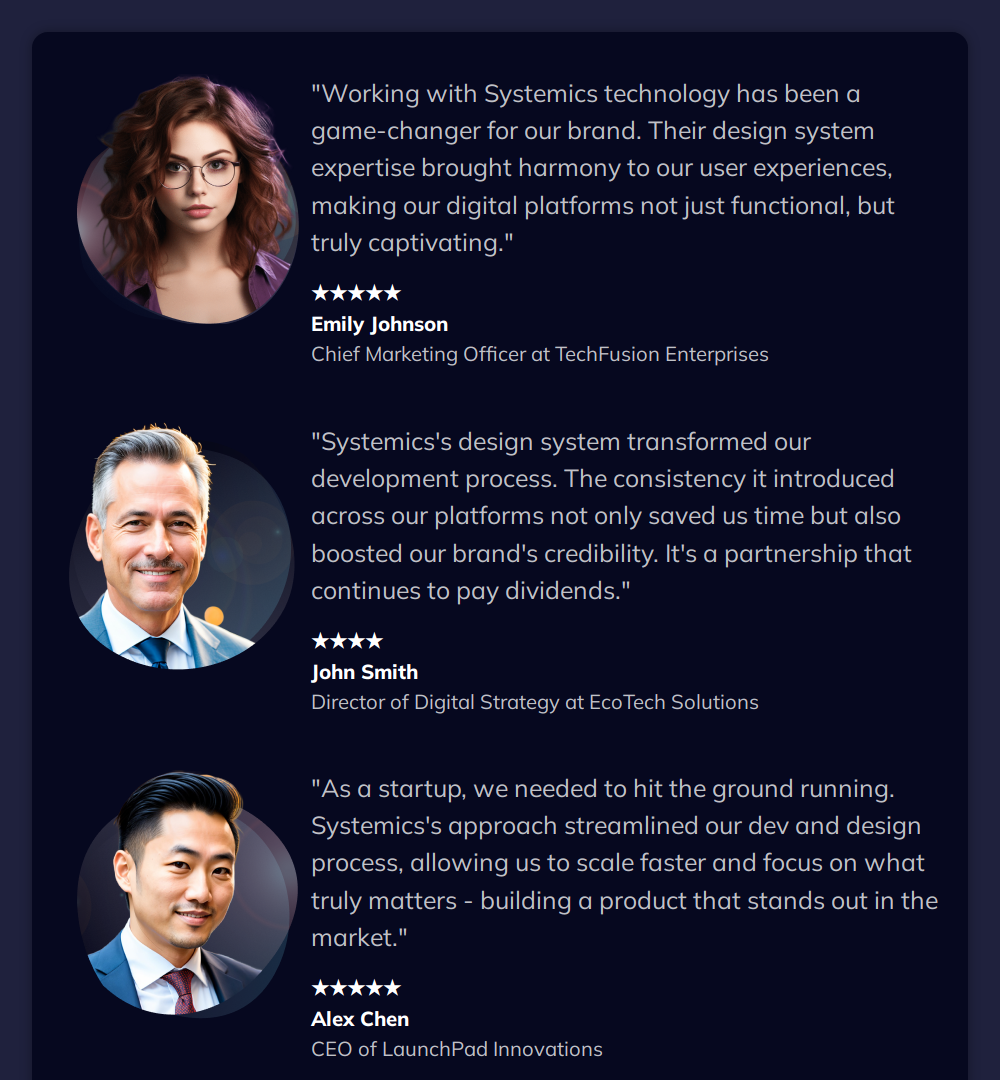 "Working with Systemics technology has been a
game-changer for our brand. Their design system
expertise brought harmony to our user experiences,
making our digital platforms not just functional, but
truly captivating."
★★★★★
Emily Johnson
Chief Marketing Officer at TechFusion Enterprises
"Systemics's design system transformed our
development process. The consistency it introduced
across our platforms not only saved us time but also
boosted our brand's credibility. It's a partnership that
continues to pay dividends."
★★★★
John Smith
Director of Digital Strategy at EcoTech Solutions
"As a startup, we needed to hit the ground running.
Systemics's approach streamlined our dev and design
process, allowing us to scale faster and focus on what
truly matters - building a product that stands out in the
market."
★★★★★
Alex Chen
CEO of LaunchPad Innovations